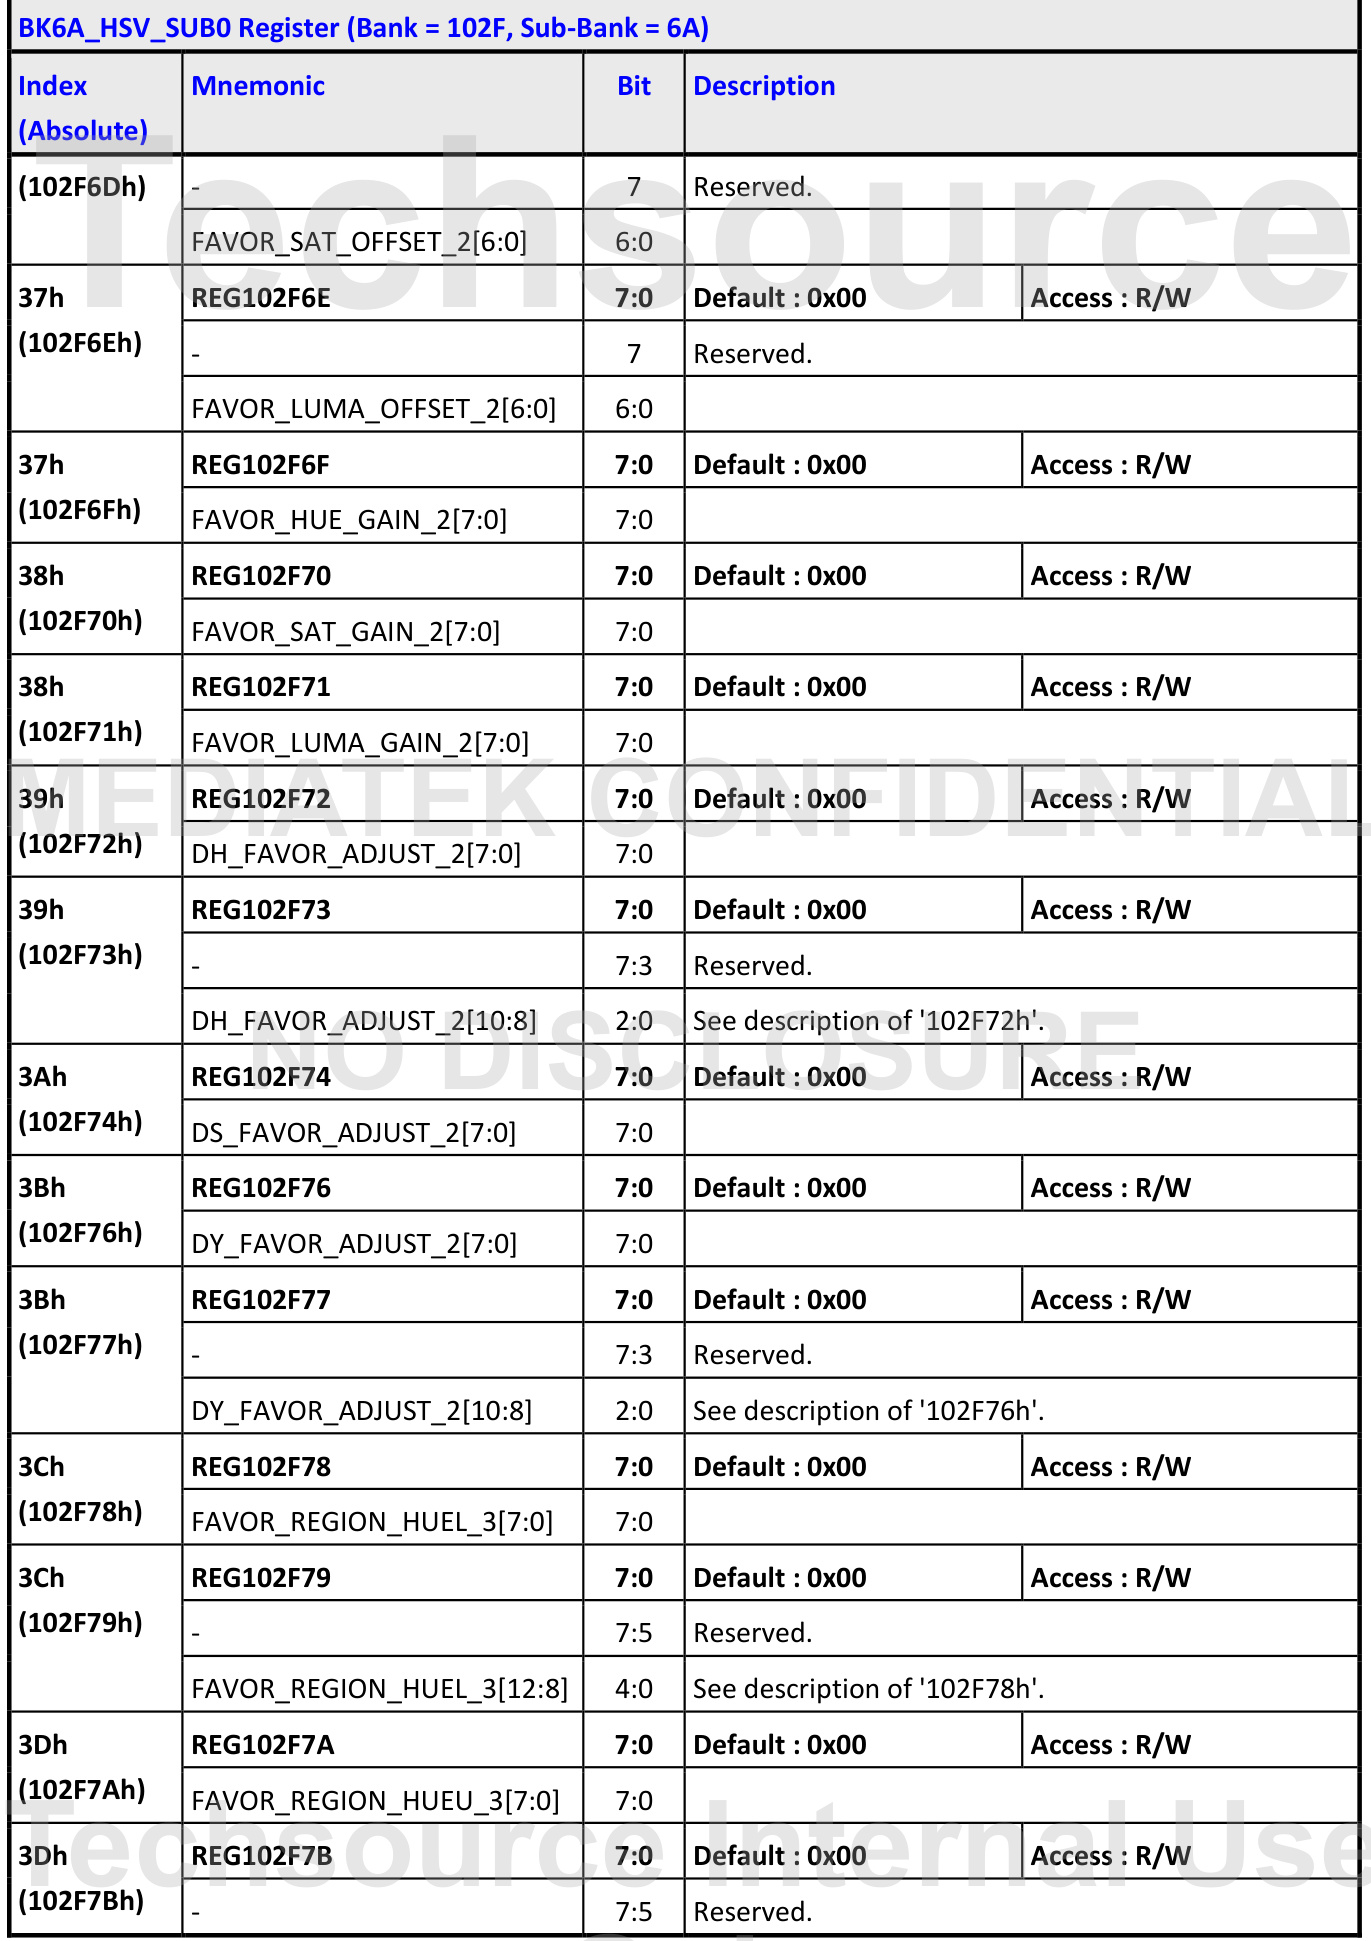 BK6A_HSV_SUB0 Register (Bank = 102F, Sub-Bank = 6A)
Index (Absolute) Mnemonic Bit Description
(102F6Dh) - 7 Reserved.
FAVOR_SAT_OFFSET_2[6:0] 6:0
37h (102F6Eh) REG102F6E 7:0 Default : 0x00 Access : R/W
- 7 Reserved.
FAVOR_LUMA_OFFSET_2[6:0] 6:0
37h (102F6Fh) REG102F6F 7:0 Default : 0x00 Access : R/W
FAVOR_HUE_GAIN_2[7:0] 7:0
38h (102F70h) REG102F70 7:0 Default : 0x00 Access : R/W
FAVOR_SAT_GAIN_2[7:0] 7:0
38h (102F71h) REG102F71 7:0 Default : 0x00 Access : R/W
FAVOR_LUMA_GAIN_2[7:0] 7:0
39h (102F72h) REG102F72 7:0 Default : 0x00 Access : R/W
DH_FAVOR_ADJUST_2[7:0] 7:0
39h (102F73h) REG102F73 7:0 Default : 0x00 Access : R/W
- 7:3 Reserved.
DH_FAVOR_ADJUST_2[10:8] 2:0 See description of '102F72h'.
3Ah (102F74h) REG102F74 7:0 Default : 0x00 Access : R/W
DS_FAVOR_ADJUST_2[7:0] 7:0
3Bh (102F76h) REG102F76 7:0 Default : 0x00 Access : R/W
DY_FAVOR_ADJUST_2[7:0] 7:0
3Bh (102F77h) REG102F77 7:0 Default : 0x00 Access : R/W
- 7:3 Reserved.
DY_FAVOR_ADJUST_2[10:8] 2:0 See description of '102F76h'.
3Ch (102F78h) REG102F78 7:0 Default : 0x00 Access : R/W
FAVOR_REGION_HUEL_3[7:0] 7:0
3Ch (102F79h) REG102F79 7:0 Default : 0x00 Access : R/W
- 7:5 Reserved.
FAVOR_REGION_HUEL_3[12:8] 4:0 See description of '102F78h'.
3Dh (102F7Ah) REG102F7A 7:0 Default : 0x00 Access : R/W
FAVOR_REGION_HUEU_3[7:0] 7:0
3Dh (102F7Bh) REG102F7B 7:0 Default : 0x00 Access : R/W
- 7:5 Reserved.
Techsource
MEDIATEK CONFIDENTIAL
NO DISCLOSURE
Techsource Internal Use